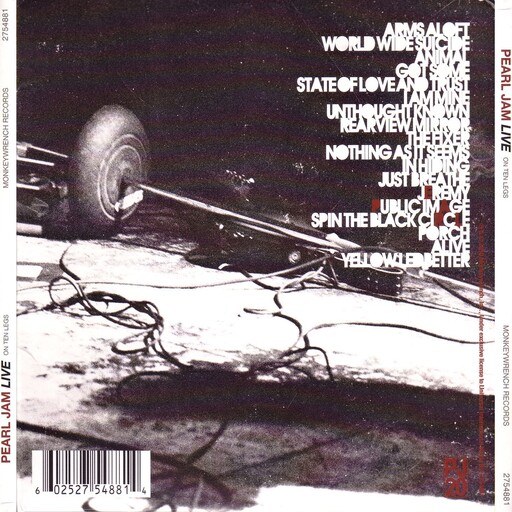 2754881
MONKEYWRENCH RECORDS
PEARL JAM LIVE ON TEN LEGS
ARMS ALOFT
WORLD WIDE SUICIDE
ANIMAL
GOT SOME
STATE OF LOVE AND TRUST
I AM MINE
UNTHOUGHT KNOWN
REARVIEW MIRROR
THE FIXER
NOTHING AS IT SEEMS
IN HIDING
JUST BREATHE
JEREMY
PUBLIC IMAGE
SPIN THE BLACK CIRCLE
PORCH
ALIVE
YELLOW LEDBETTER
6 02527 54881 4
PEARL JAM LIVE ON TEN LEGS
MONKEYWRENCH RECORDS
2754881